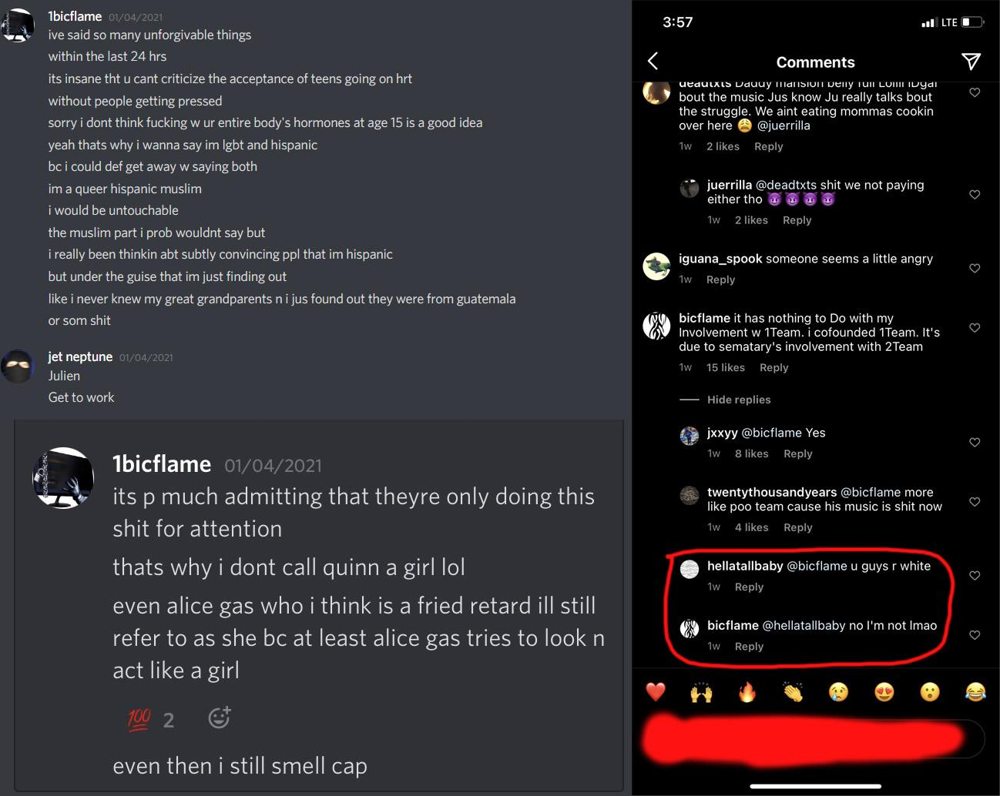 1bicflame 01/04/2021
ive said so many unforgivable things
within the last 24 hrs
its insane tht u cant criticize the acceptance of teens going on hrt
without people getting pressed
sorry i dont think fucking w ur entire body's hormones at age 15 is a good idea
yeah thats why i wanna say im lgbt and hispanic
bc i could def get away w saying both
im a queer hispanic muslim
i would be untouchable
the muslim part i prob wouldnt say but
i really been thinkin abt subtly convincing ppl that im hispanic
but under the guise that im just finding out
like i never knew my great grandparents n i jus found out they were from guatemala
or som shit
jet neptune 01/04/2021
Julien
Get to work
1bicflame 01/04/2021
its p much admitting that theyre only doing this
shit for attention
thats why i dont call quinn a girl lol
even alice gas who i think is a fried retard ill still
refer to as she bc at least alice gas tries to look n
act like a girl
💯 2
even then i still smell cap
3:57 LTE
Comments
deadtxts Daddy mansion belly full Lolili IDgaf
bout the music Jus know Ju really talks bout
the struggle. We aint eating mommas cookin
over here 😩 @juerrilla
1w 2 likes Reply
juerrilla @deadtxts shit we not paying
either tho 😈😈😈😈
1w 2 likes Reply
iguana_spook someone seems a little angry
1w Reply
bicflame it has nothing to Do with my
Involvement w 1Team. i cofounded 1Team. It's
due to sematary's involvement with 2Team
1w 15 likes Reply
Hide replies
jxxyy @bicflame Yes
1w 8 likes Reply
twentythousandyears @bicflame more
like poo team cause his music is shit now
1w 4 likes Reply
hellatallbaby @bicflame u guys r white
1w Reply
bicflame @hellatallbaby no I'm not lmao
1w Reply
❤️ 🙌 🔥 👏 😢 😍 😮 😂